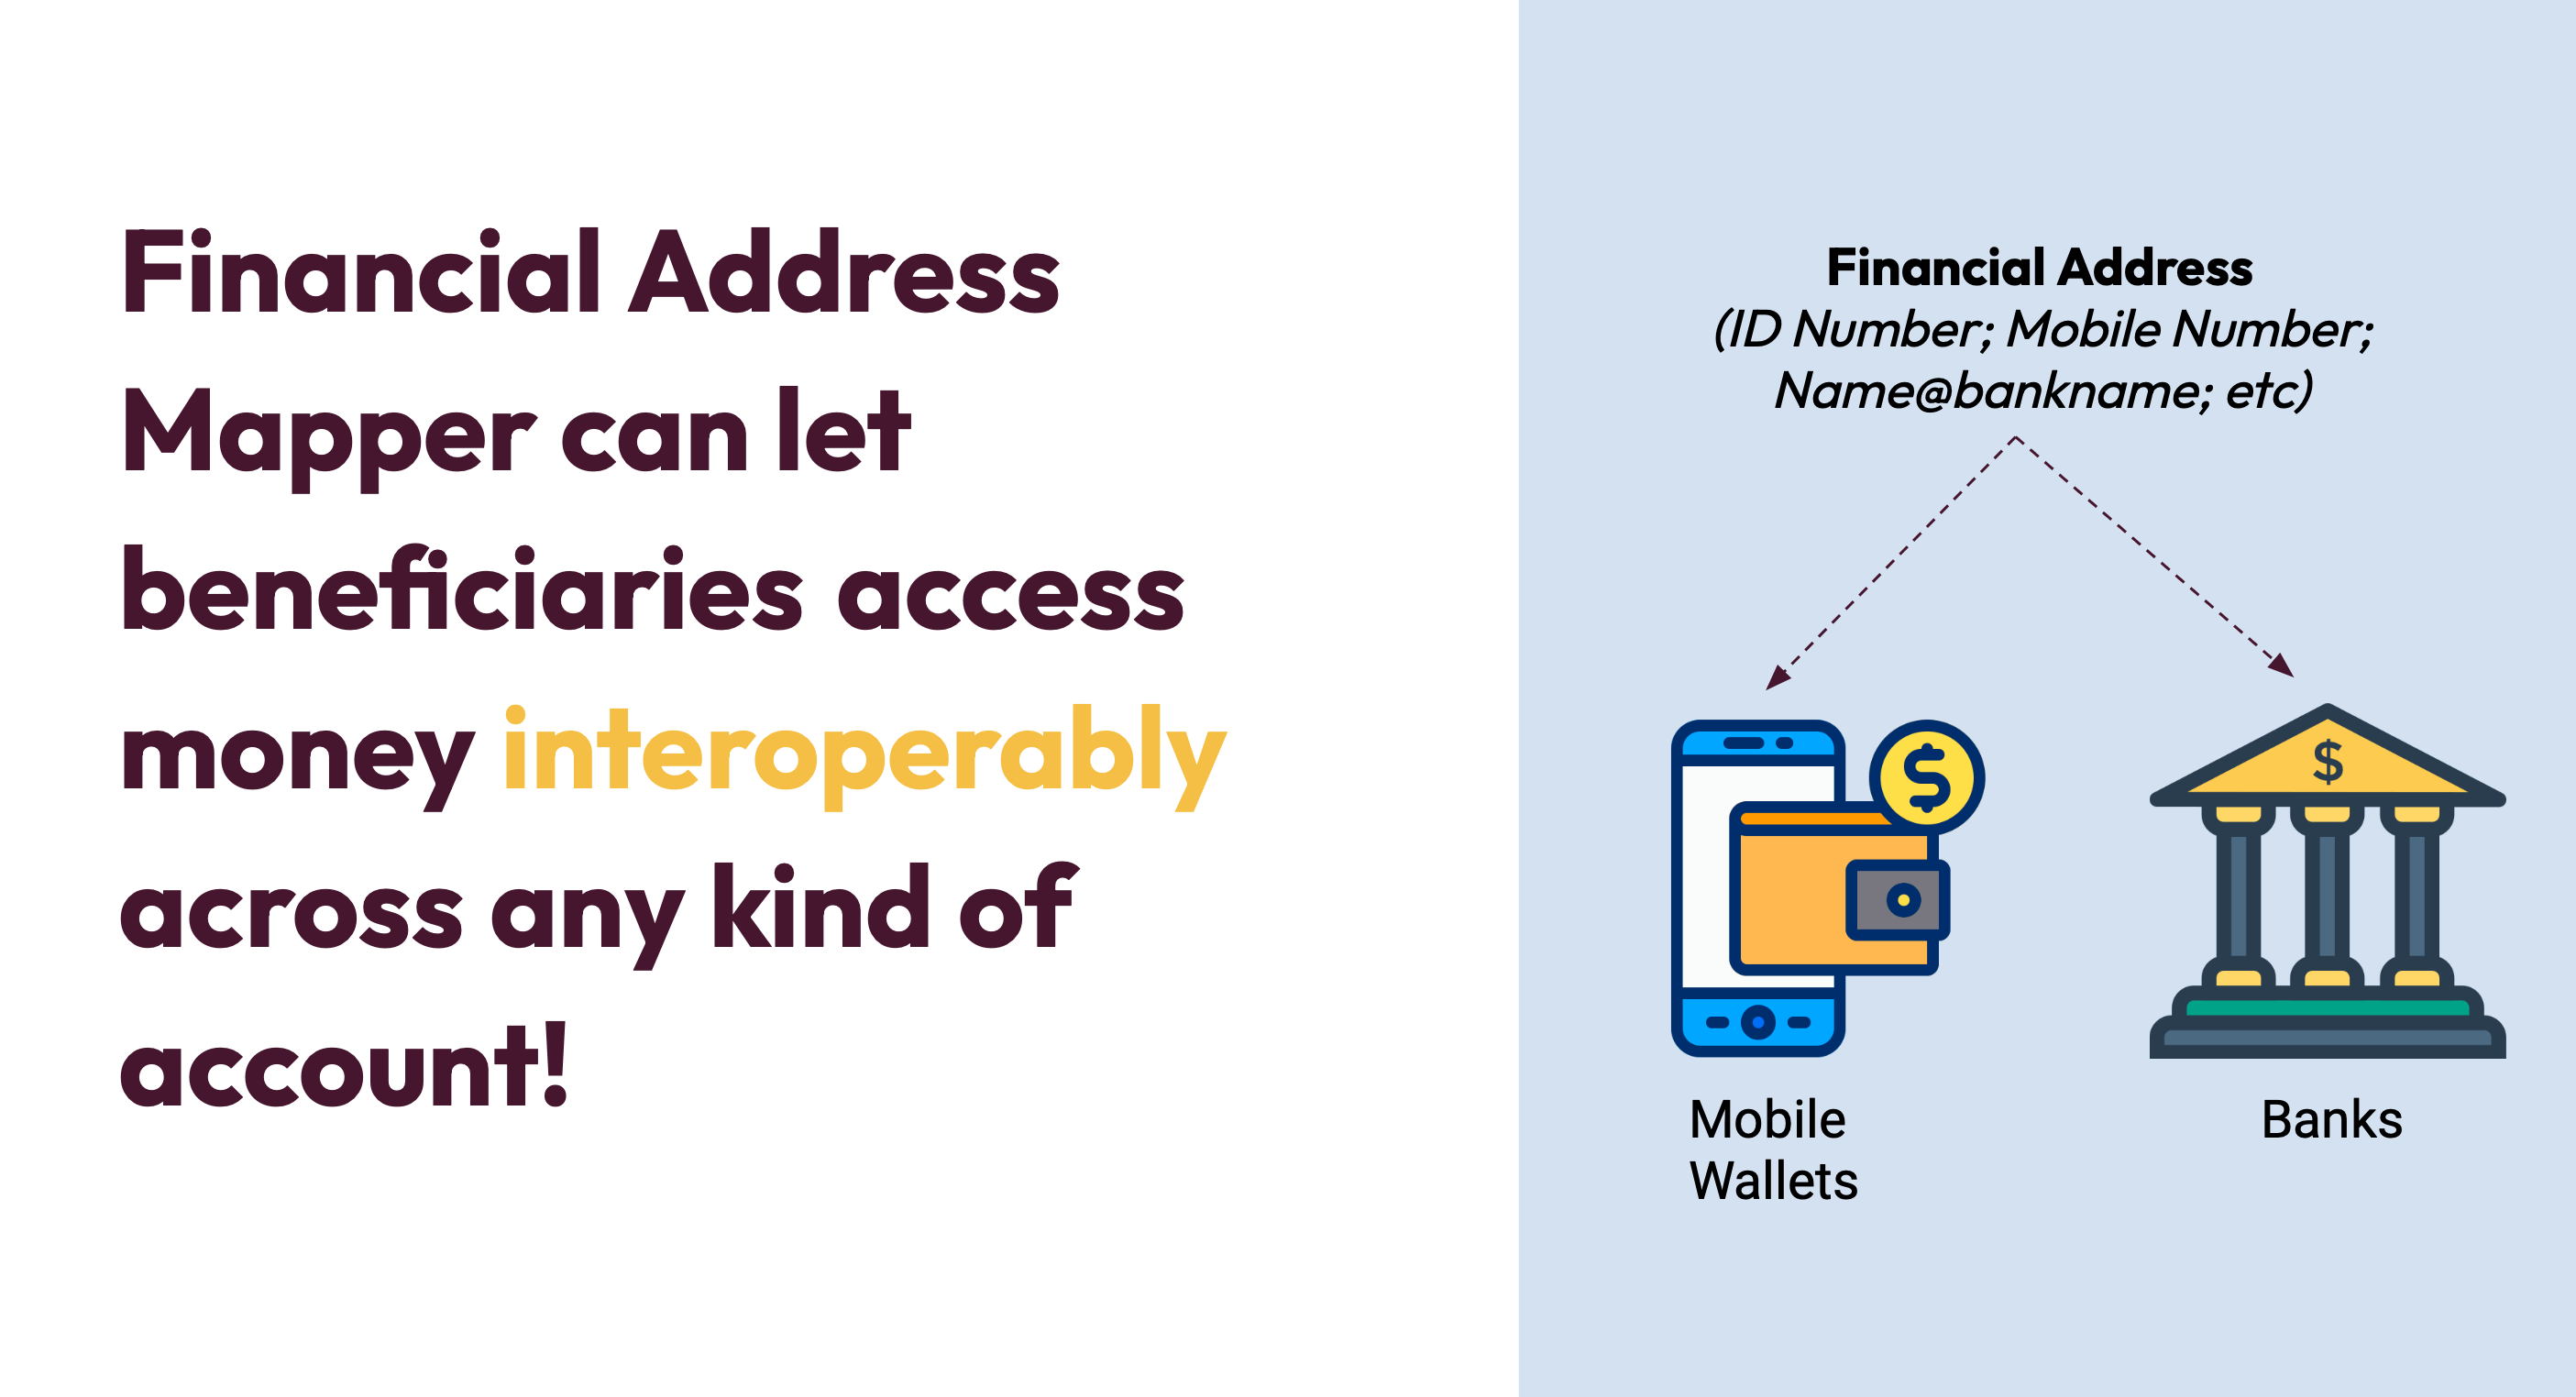 Financial Address
Mapper can let
beneficiaries access
money interoperably
across any kind of
account!
Financial Address
(ID Number; Mobile Number;
Name@bankname; etc)
$
$
Mobile
Wallets
Banks